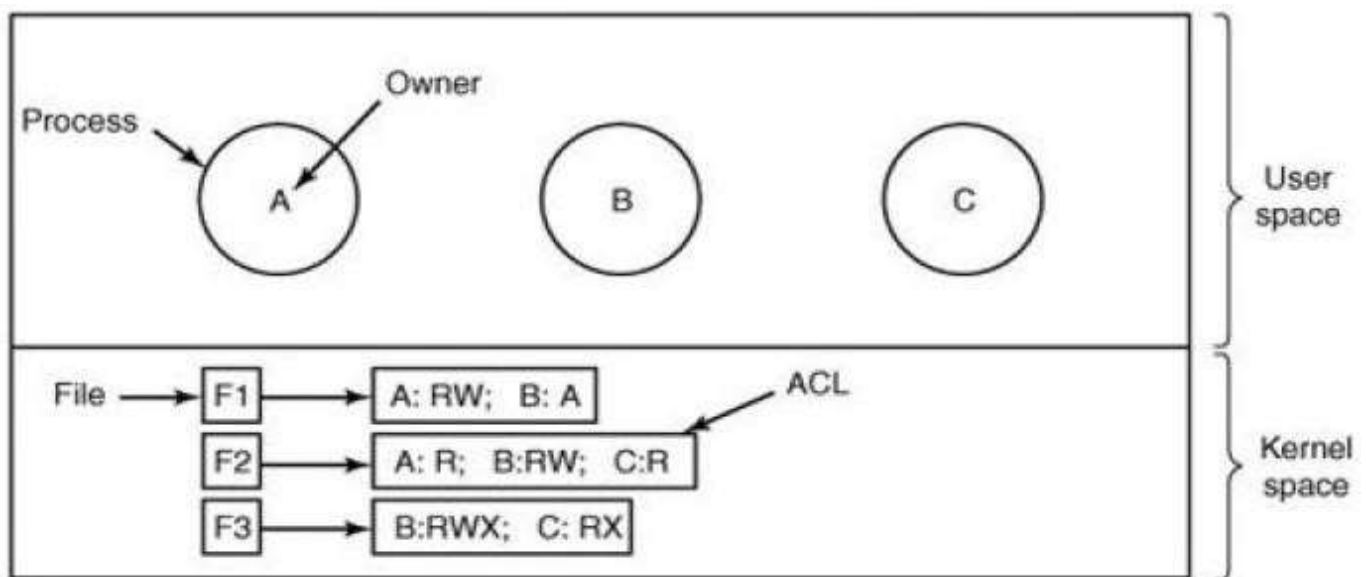 Owner
Process
A
B
C
User
space
File
F1
A: RW; B: A
ACL
F2
A: R; B:RW; C:R
F3
B:RWX; C: RX
Kernel
space